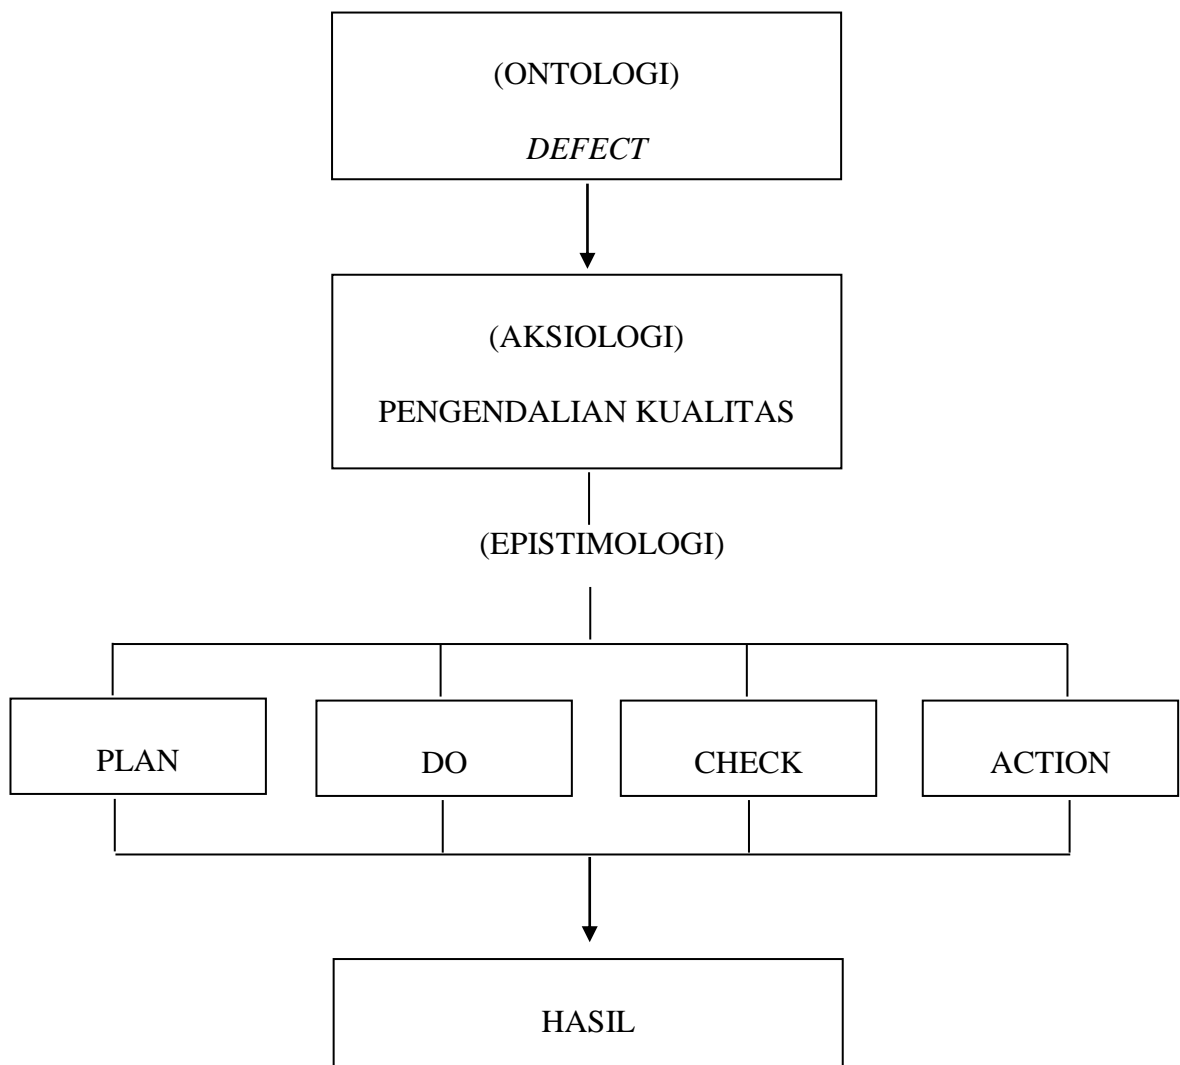 (ONTOLOGI)
DEFECT
(AKSIOLOGI)
PENGENDALIAN KUALITAS
(EPISTIMOLOGI)
PLAN
DO
CHECK
ACTION
HASIL